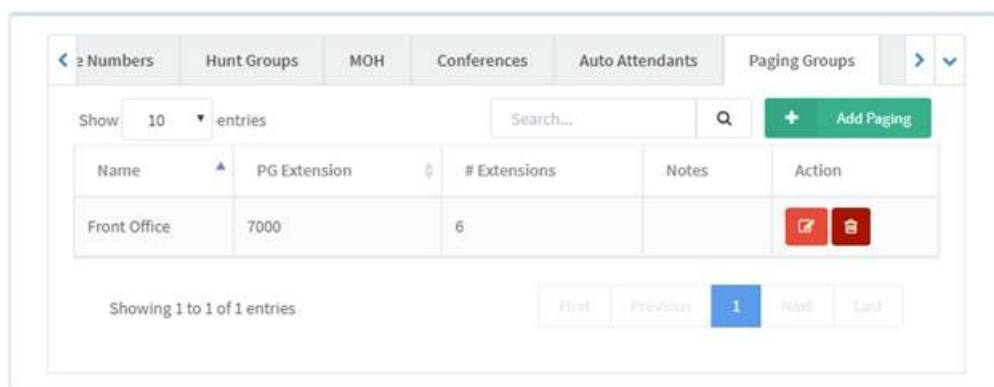 e Numbers Hunt Groups MOH Conferences Auto Attendants Paging Groups
Show 10 entries Search... Add Paging
Name PG Extension # Extensions Notes Action
Front Office 7000 6
Showing 1 to 1 of 1 entries First Previous 1 Next Last